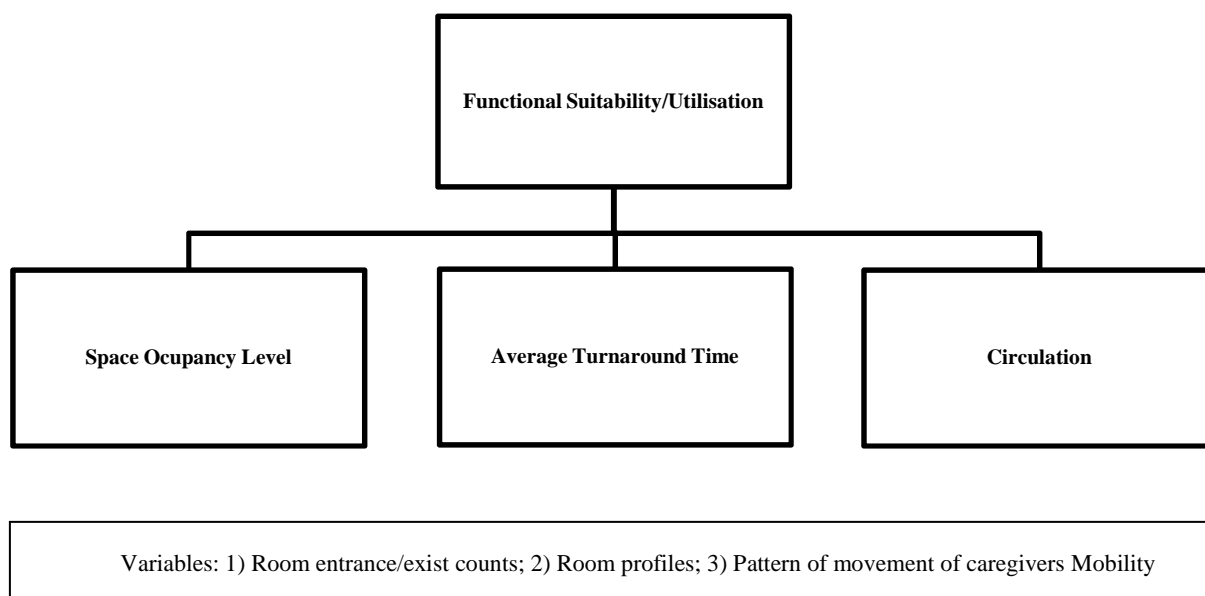 Functional Suitability/Utilisation
Space Ocupancy Level
Average Turnaround Time
Circulation
Variables: 1) Room entrance/exist counts; 2) Room profiles; 3) Pattern of movement of caregivers Mobility